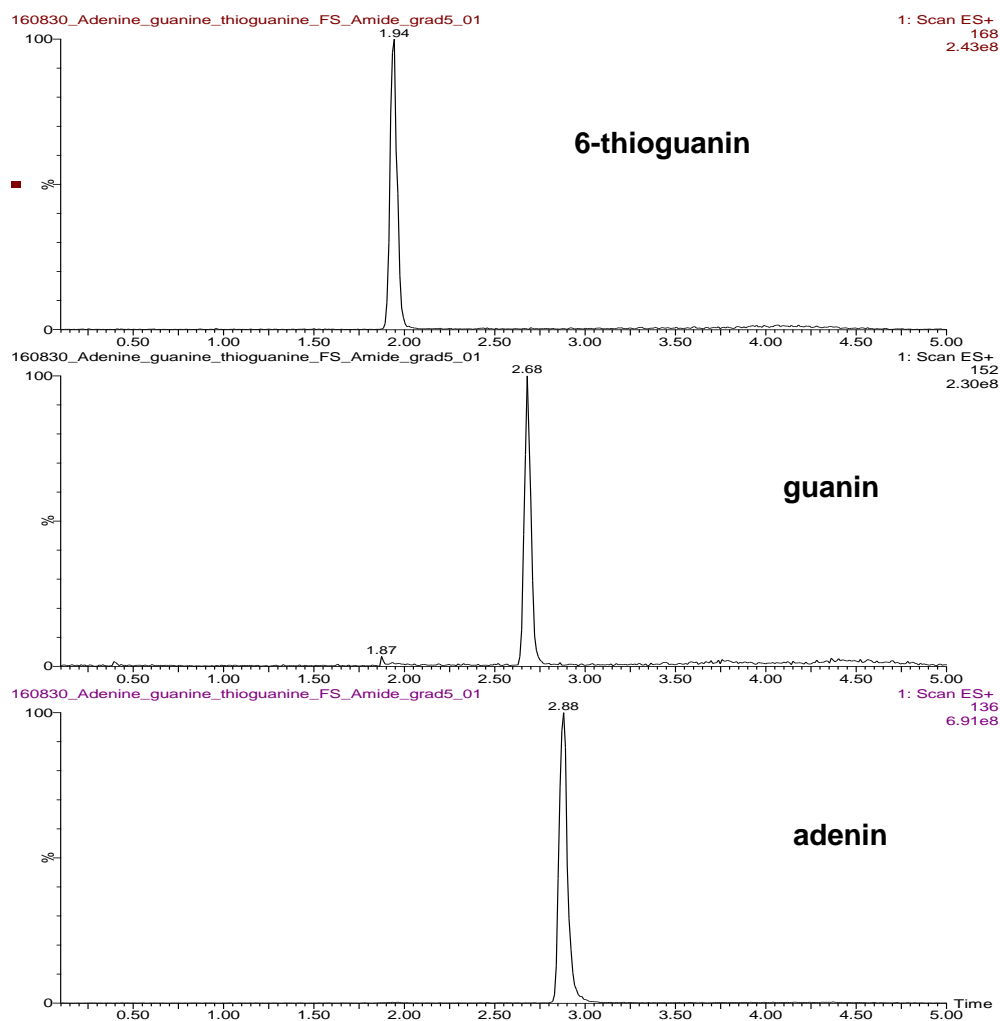 160830_Adenine_guanine_thioguanine_FS_Amide_grad5_01
1: Scan ES+
168
2.43e8
1.94
100
%
0
6-thioguanin
0.50 1.00 1.50 2.00 2.50 3.00 3.50 4.00 4.50 5.00
160830_Adenine_guanine_thioguanine_FS_Amide_grad5_01
1: Scan ES+
152
2.30e8
2.68
100
%
guanin
1.87
0
0.50 1.00 1.50 2.00 2.50 3.00 3.50 4.00 4.50 5.00
160830_Adenine_guanine_thioguanine_FS_Amide_grad5_01
1: Scan ES+
136
6.91e8
2.88
100
%
adenin
0
Time
0.50 1.00 1.50 2.00 2.50 3.00 3.50 4.00 4.50 5.00